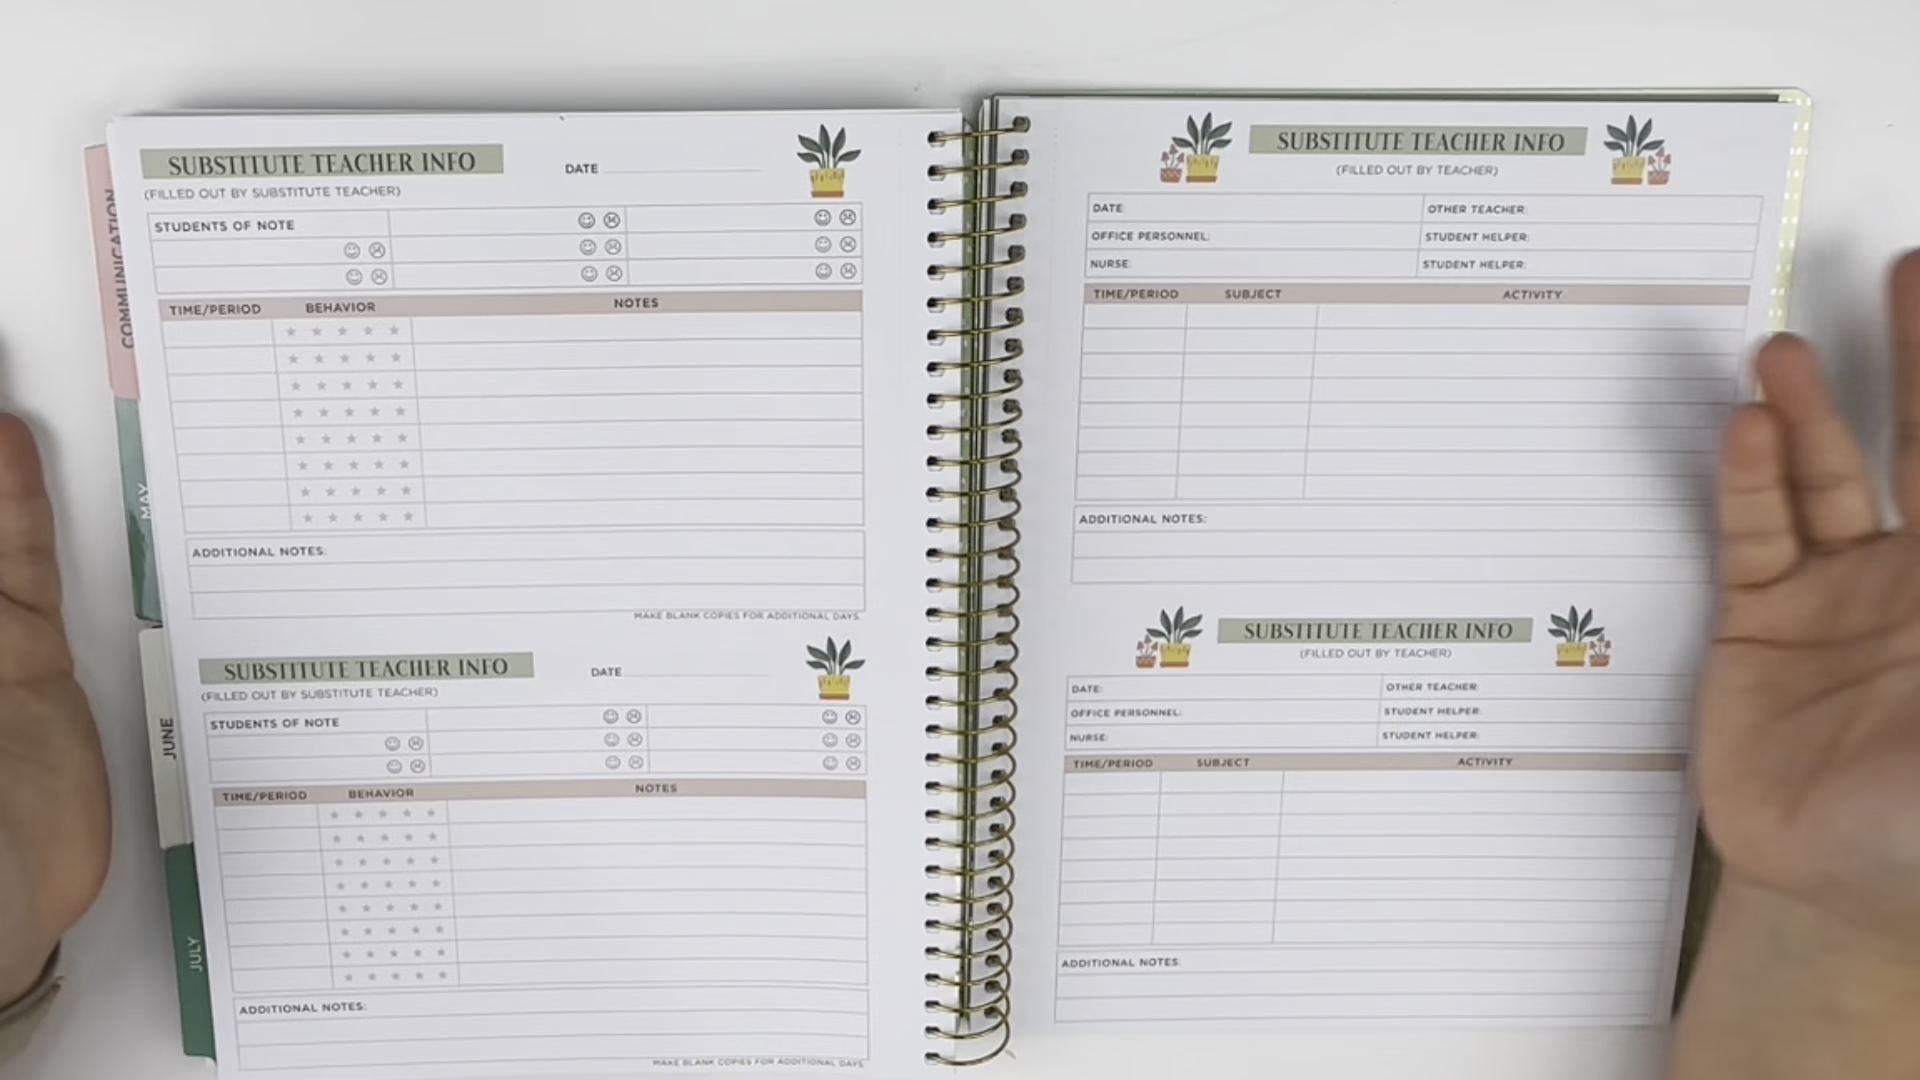 COMMUNICATION
MAY
JUNE
JULY
SUBSTITUTE TEACHER INFO
DATE
(FILLED OUT BY SUBSTITUTE TEACHER)
STUDENTS OF NOTE
TIME/PERIOD BEHAVIOR NOTES
ADDITIONAL NOTES:
MAKE BLANK COPIES FOR ADDITIONAL DAYS.
SUBSTITUTE TEACHER INFO
DATE
(FILLED OUT BY SUBSTITUTE TEACHER)
STUDENTS OF NOTE
TIME/PERIOD BEHAVIOR NOTES
ADDITIONAL NOTES:
MAKE BLANK COPIES FOR ADDITIONAL DAYS.
SUBSTITUTE TEACHER INFO
(FILLED OUT BY TEACHER)
DATE: OTHER TEACHER:
OFFICE PERSONNEL: STUDENT HELPER:
NURSE: STUDENT HELPER:
TIME/PERIOD SUBJECT ACTIVITY
ADDITIONAL NOTES:
SUBSTITUTE TEACHER INFO
(FILLED OUT BY TEACHER)
DATE: OTHER TEACHER:
OFFICE PERSONNEL: STUDENT HELPER:
NURSE: STUDENT HELPER:
TIME/PERIOD SUBJECT ACTIVITY
ADDITIONAL NOTES: